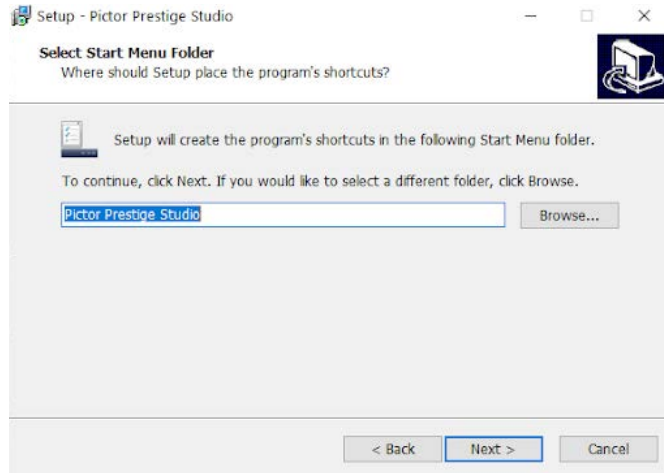 Setup - Pictor Prestige Studio
Select Start Menu Folder
Where should Setup place the program's shortcuts?
Setup will create the program's shortcuts in the following Start Menu folder.
To continue, click Next. If you would like to select a different folder, click Browse.
Pictor Prestige Studio
Browse...
< Back
Next >
Cancel